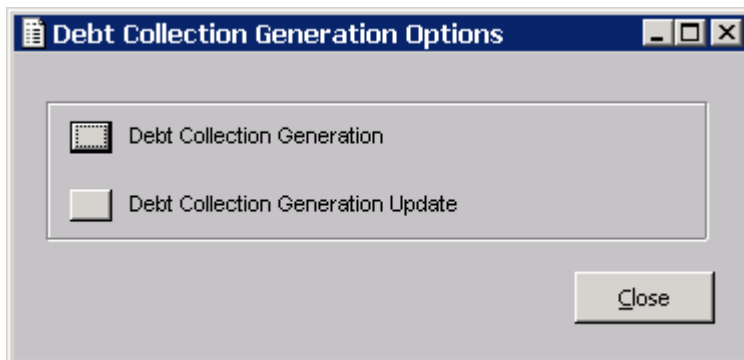 Debt Collection Generation Options
Debt Collection Generation
Debt Collection Generation Update
Close